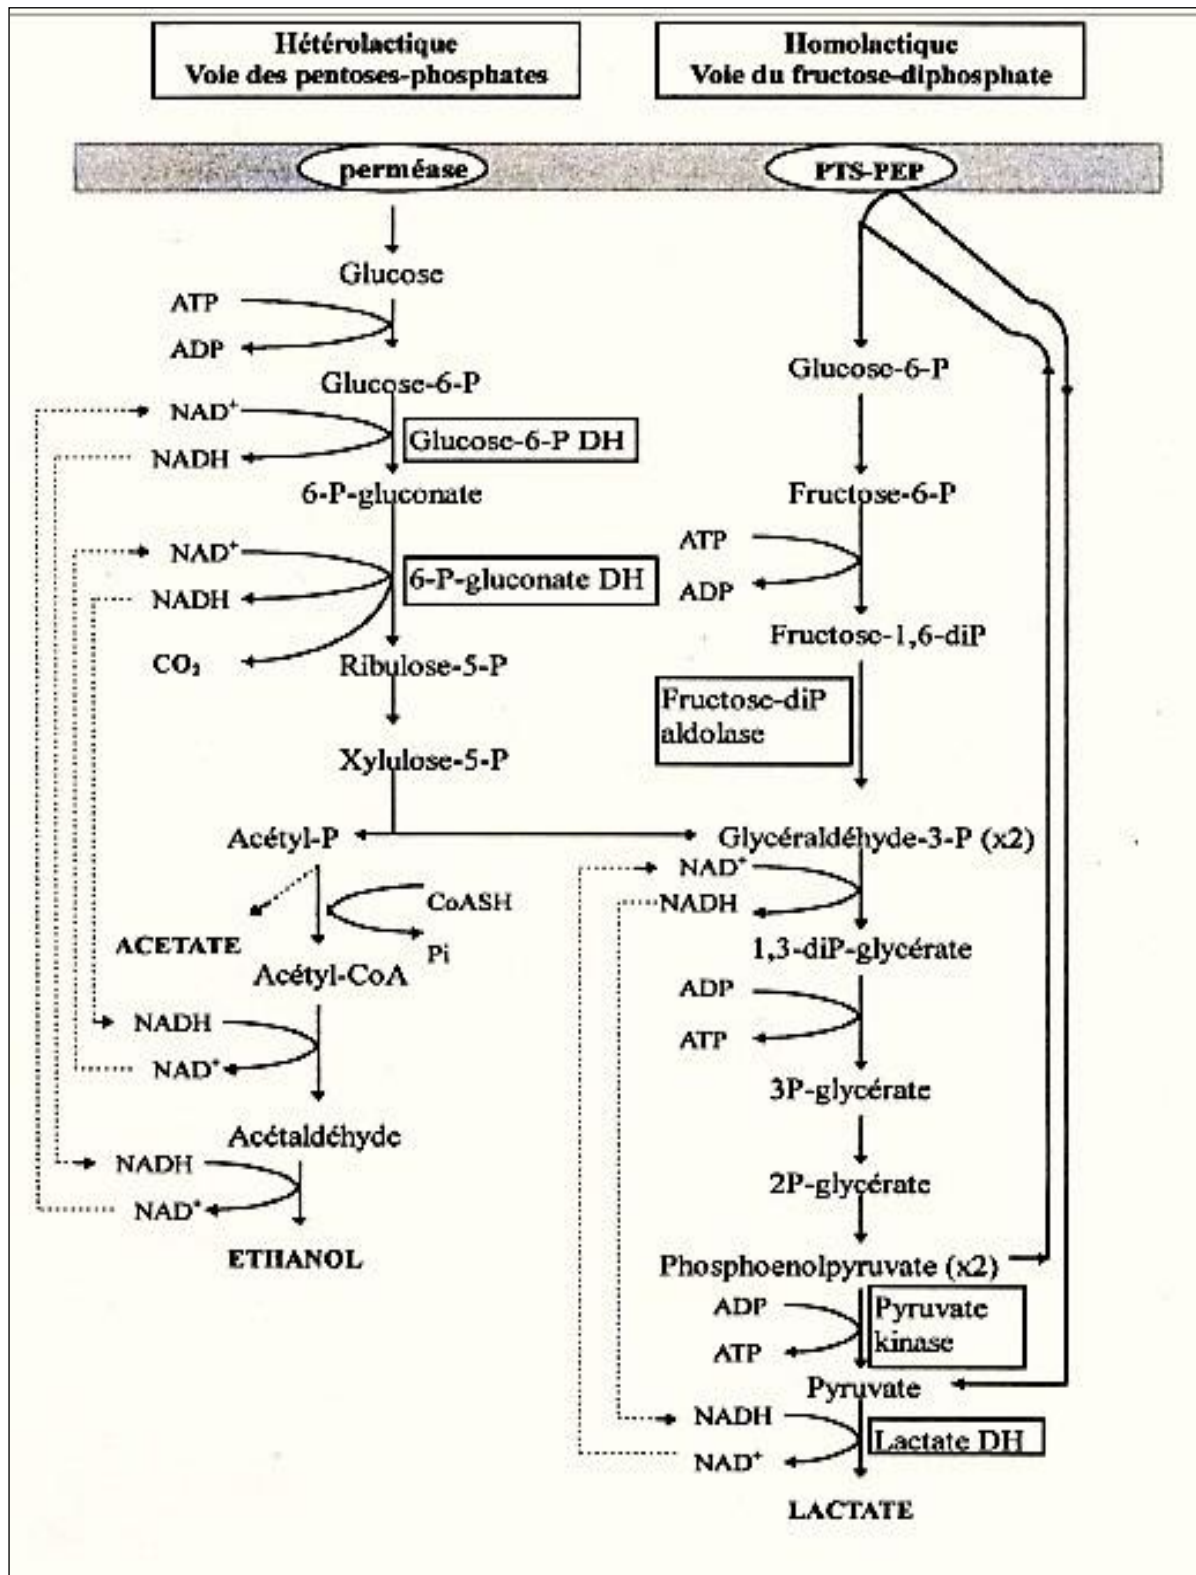 Hétérolactique
Voie des pentoses-phosphates
Homolactique
Voie du fructose-diphosphate
perméase
PTS-PEP
Glucose
ATP
ADP
Glucose-6-P
NAD⁺
NADH
Glucose-6-P DH
6-P-gluconate
NAD⁺
NADH
6-P-gluconate DH
CO₂
Ribulose-5-P
Xylulose-5-P
Acétyl-P
CoASH
Pi
ACETATE
Acétyl-CoA
NADH
NAD⁺
Acétaldéhyde
NADH
NAD⁺
ETHANOL
Glucose-6-P
Fructose-6-P
ATP
ADP
Fructose-1,6-diP
Fructose-diP
aldolase
Glycéraldéhyde-3-P (x2)
NAD⁺
NADH
1,3-diP-glycérate
ADP
ATP
3P-glycérate
2P-glycérate
Phosphoenolpyruvate (x2)
ADP
ATP
Pyruvate
kinase
Pyruvate
NADH
NAD⁺
Lactate DH
LACTATE